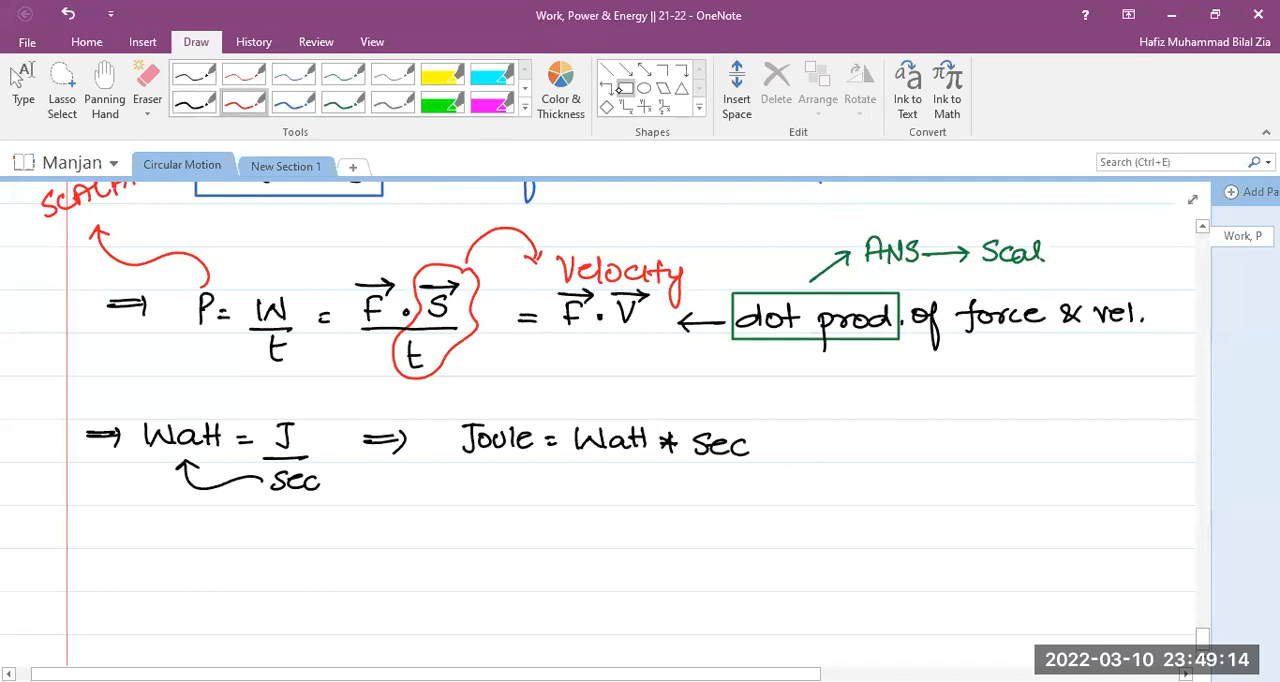 Work, Power & Energy || 21-22 - OneNote
File Home Insert Draw History Review View Hafiz Muhammad Bilal Zia
Type Lasso Select Panning Hand Eraser Color & Thickness Insert Space Delete Arrange Rotate Ink to Text Ink to Math
Tools Shapes Edit Convert
Manjan Circular Motion New Section 1 Search (Ctrl+E)
Add Pa
Work, P
ANS → Scal
Velocity
⇒ P = W/t = F⃗ . S⃗ / t = F⃗ . V⃗ ← dot prod. of force & vel.
⇒ Watt = J/sec ⇒ Joule = Watt * sec
2022-03-10 23:49:14